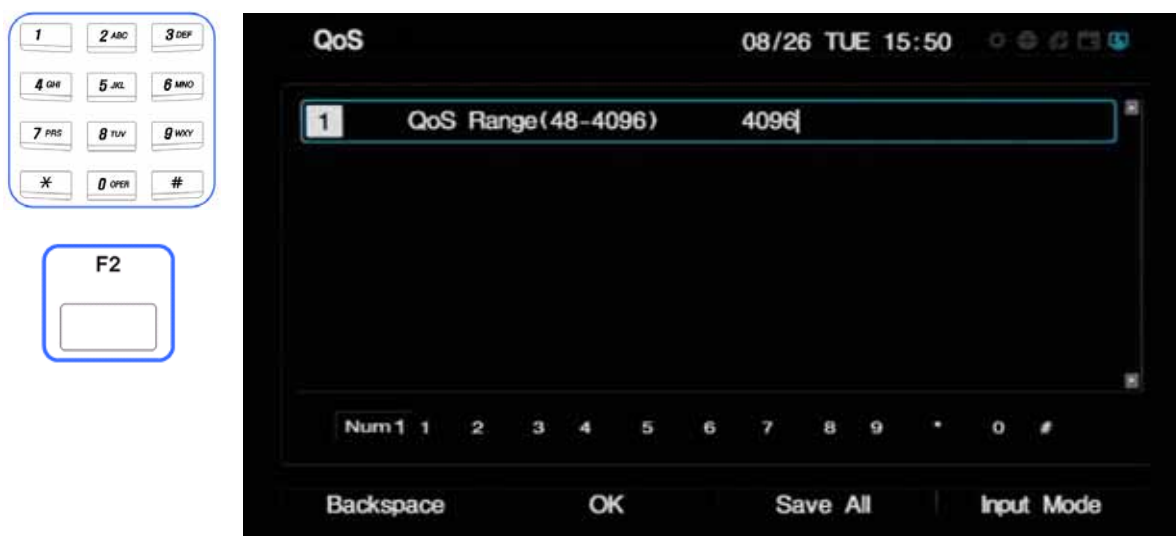 1 2 ABC 3 DEF
4 GHI 5 JKL 6 MNO
7 PRS 8 TUV 9 WXY
* 0 OPER #
F2
QoS 08/26 TUE 15:50
1 QoS Range(48-4096) 4096
Num 1 1 2 3 4 5 6 7 8 9 * 0 #
Backspace OK Save All Input Mode